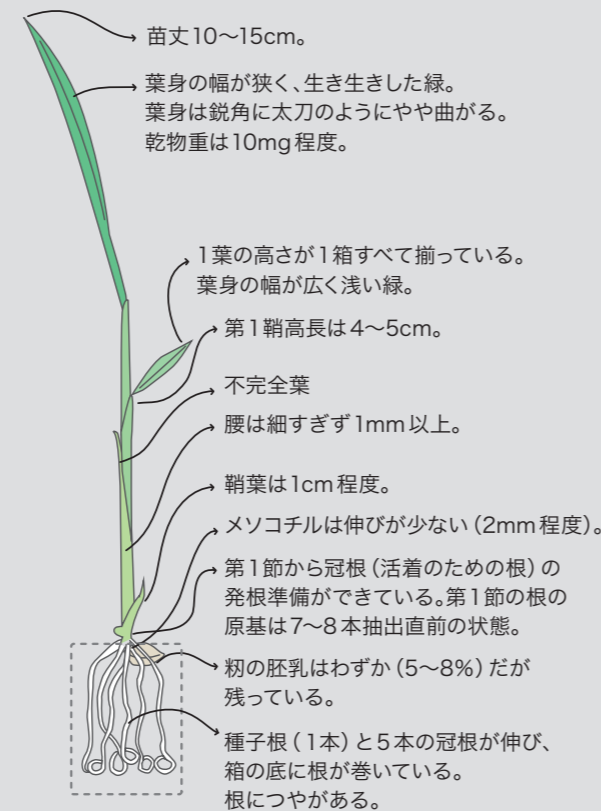 苗丈10〜15cm。
葉身の幅が狭く、生き生きした緑。
葉身は鋭角に太刀のようにやや曲がる。
乾物重は10mg程度。
1葉の高さが1箱すべて揃っている。
葉身の幅が広く浅い緑。
第1鞘高長は4〜5cm。
不完全葉
腰は細すぎず1mm以上。
鞘葉は1cm程度。
メソコチルは伸びが少ない（2mm程度）。
第1節から冠根（活着のための根）の
発根準備ができている。第1節の根の
原基は7〜8本抽出直前の状態。
籾の胚乳はわずか（5〜8%）だが
残っている。
種子根（1本）と5本の冠根が伸び、
箱の底に根が巻いている。
根につやがある。